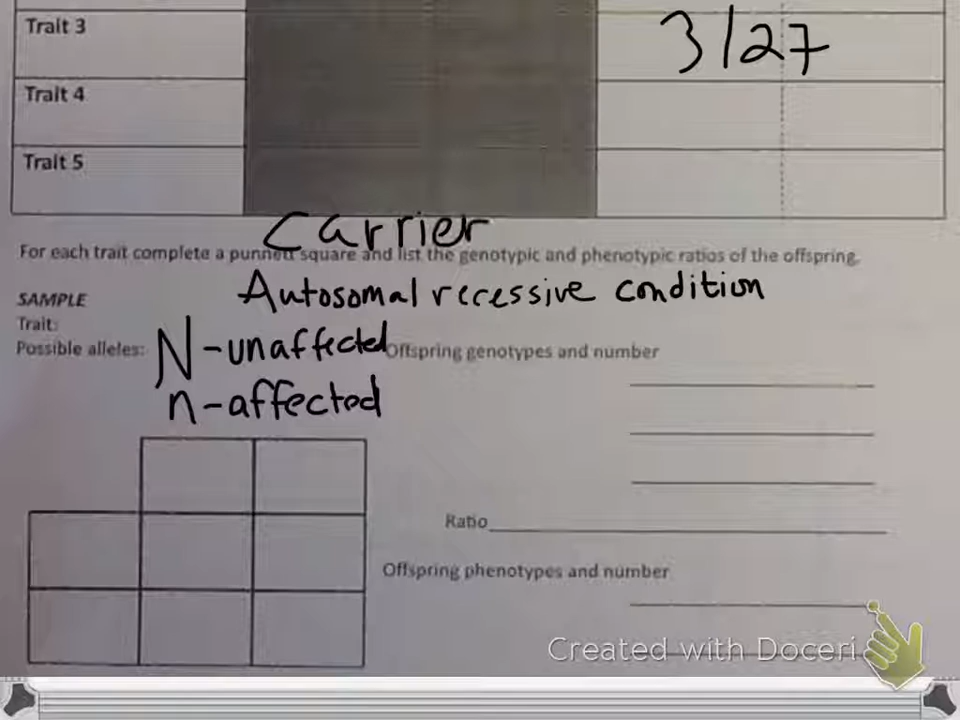 Trait 3
3/27
Trait 4
Trait 5
Carrier
For each trait complete a punnett square and list the genotypic and phenotypic ratios of the offspring.
Autosomal recessive condition
SAMPLE
Trait:
Possible alleles: N-unaffected Offspring genotypes and number
n-affected
Ratio
Offspring phenotypes and number
Created with Doceri